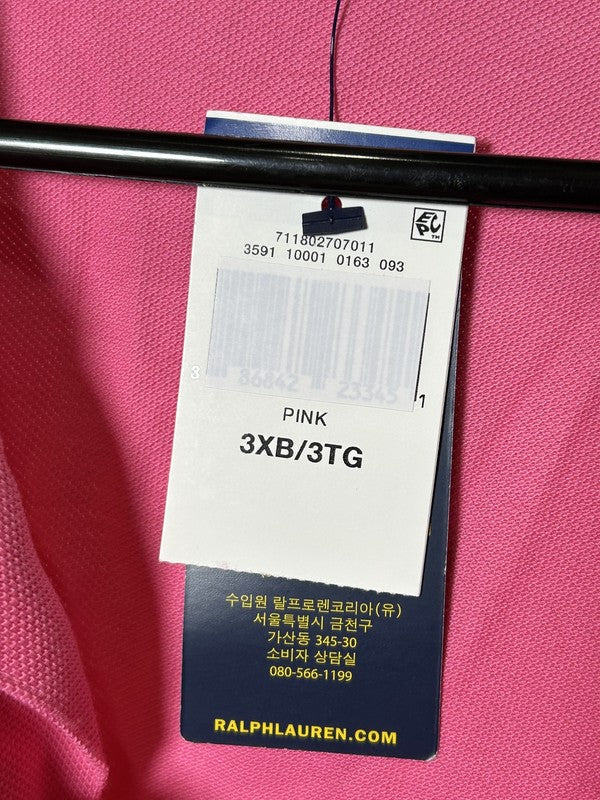 EPC™
711802707011
3591 10001 0163 093
8 86842 23345 1
PINK
3XB/3TG
수입원 랄프로렌코리아(유)
서울특별시 금천구
가산동 345-30
소비자 상담실
080-566-1199
RALPHLAUREN.COM